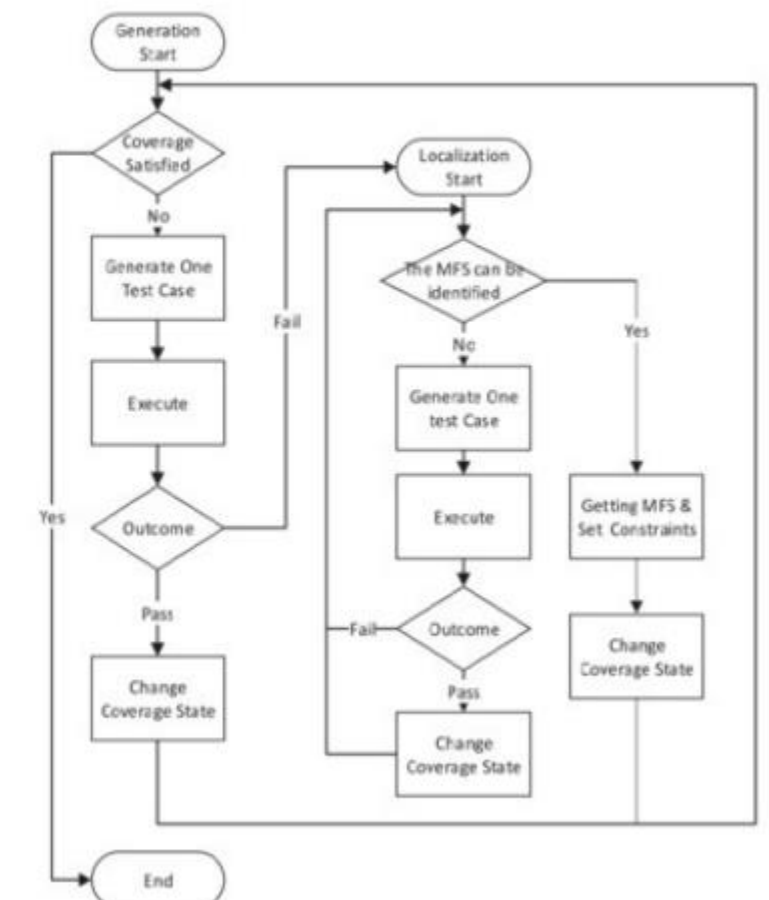 Generation
Start
Coverage
Satisfied
No
Generate One
Test Case
Execute
Outcome
Pass
Change
Coverage State
Yes
End
Fail
Localization
Start
The MFS can be
identified
No
Generate One
test Case
Execute
Outcome
Fail
Pass
Change
Coverage State
Yes
Getting MFS &
Set Constraints
Change
Coverage State